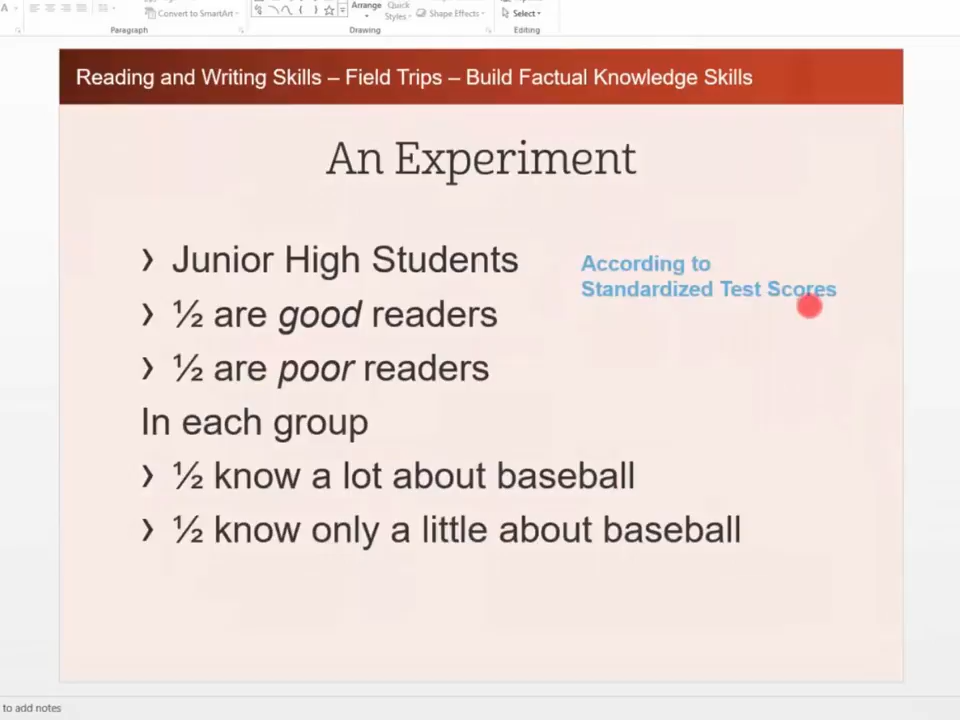 A
Convert to SmartArt
Arrange
Quick
Styles
Shape Effects
Select
Paragraph
Drawing
Editing
Reading and Writing Skills – Field Trips – Build Factual Knowledge Skills
An Experiment
› Junior High Students
According to
Standardized Test Scores
› ½ are good readers
› ½ are poor readers
In each group
› ½ know a lot about baseball
› ½ know only a little about baseball
to add notes